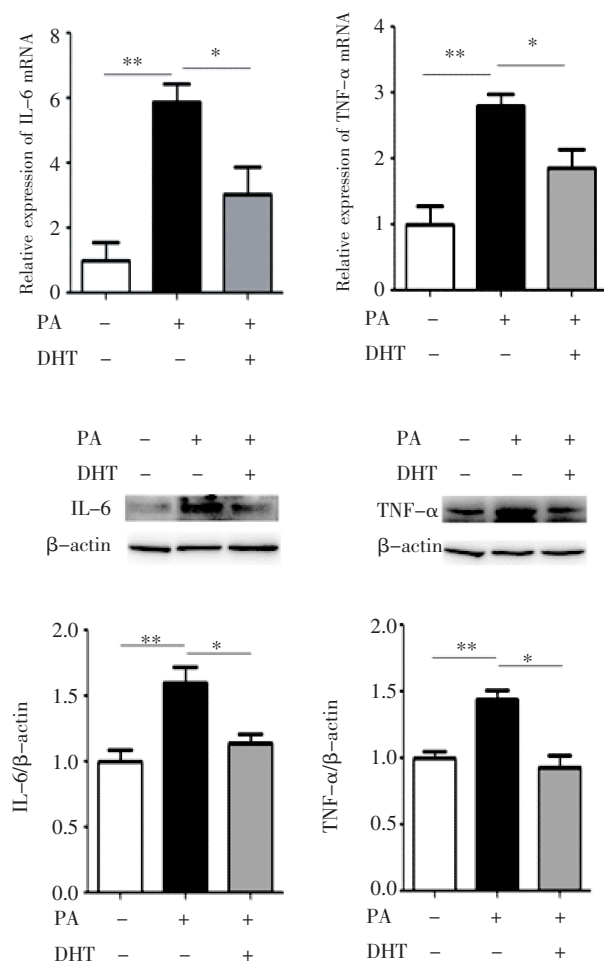 Relative expression of IL-6 mRNA
8
6
4
2
0
** *
PA - + +
DHT - - +
Relative expression of TNF-α mRNA
4
3
2
1
0
** *
PA - + +
DHT - - +
PA - + +
DHT - - +
IL-6
β-actin
PA - + +
DHT - - +
TNF-α
β-actin
IL-6/β-actin
2.0
1.5
1.0
0.5
0.0
** *
PA - + +
DHT - - +
TNF-α/β-actin
2.0
1.5
1.0
0.5
0.0
** *
PA - + +
DHT - - +